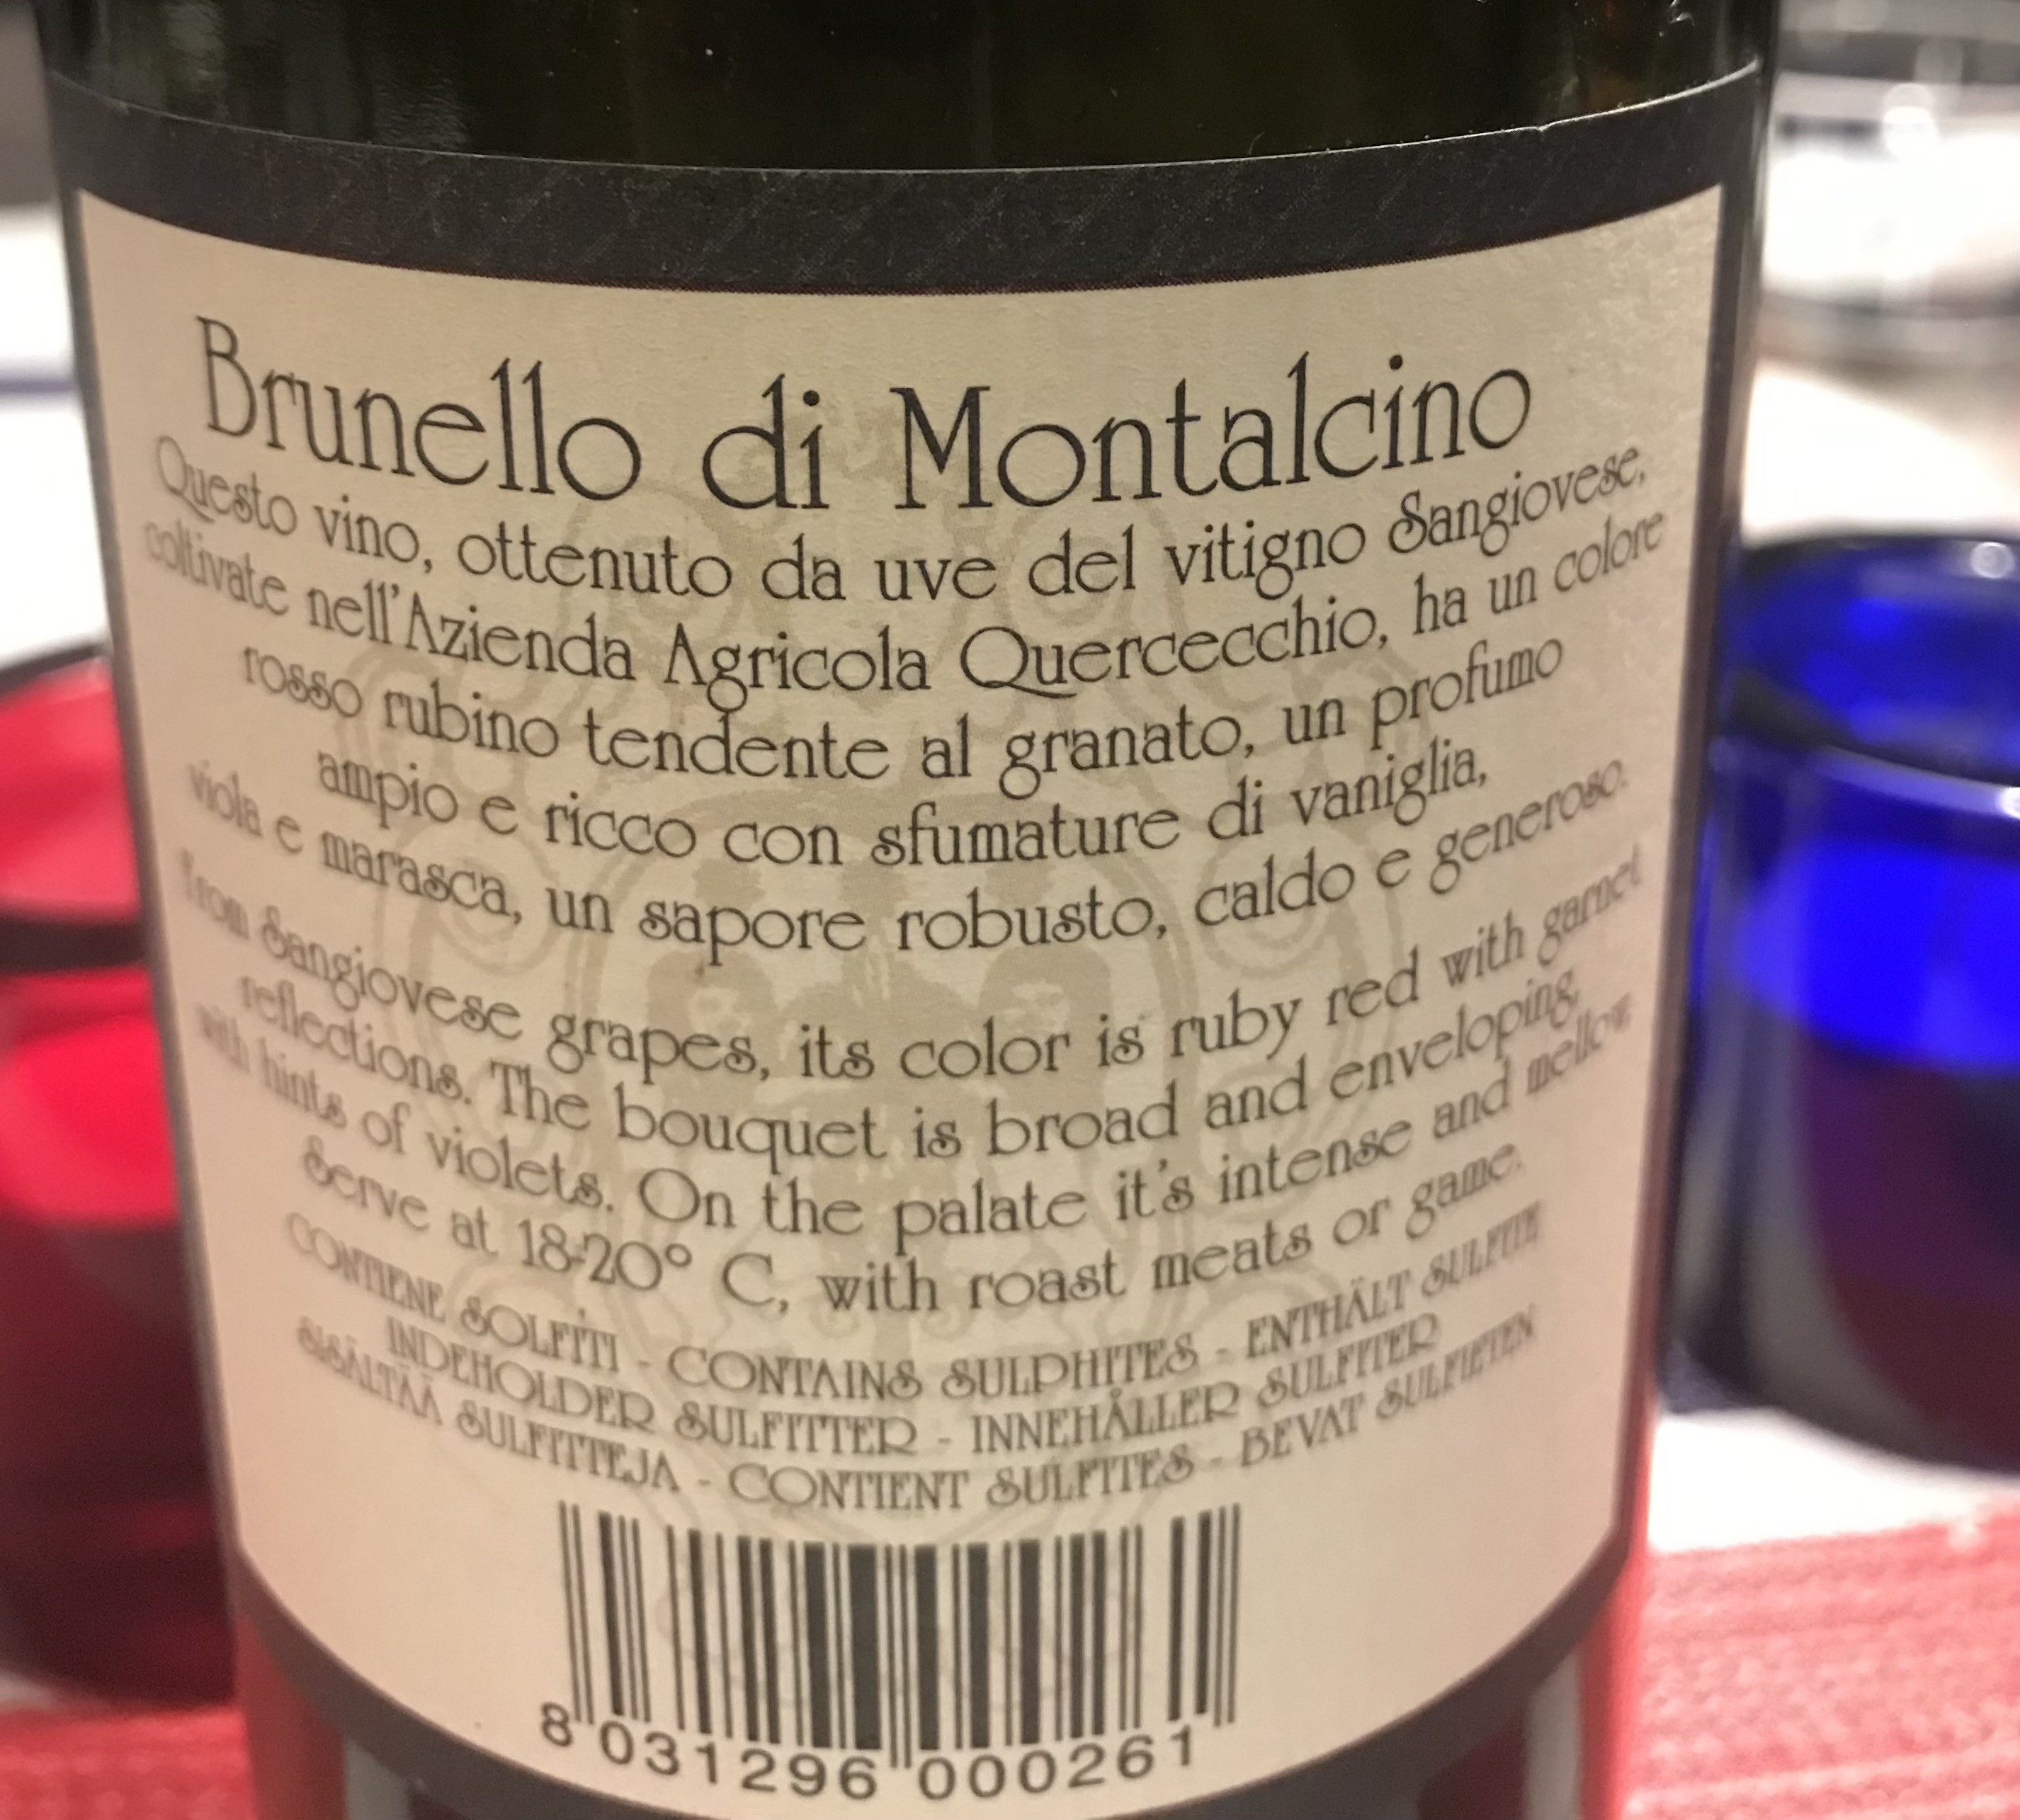 Brunello di Montalcino
Questo vino, ottenuto da uve del vitigno Sangiovese,
coltivate nell'Azienda Agricola Quercecchio, ha un colore
rosso rubino tendente al granato, un profumo
ampio e ricco con sfumature di vaniglia,
viola e marasca, un sapore robusto, caldo e generoso.
From Sangiovese grapes, its color is ruby red with garnet
reflections. The bouquet is broad and enveloping,
with hints of violets. On the palate it's intense and mellow.
Serve at 18-20° C, with roast meats or game.
CONTIENE SOLFITI - CONTAINS SULPHITES - ENTHÄLT SULFITE
INDEHOLDER SULFITTER - INNEHÅLLER SULFITER
SISÄLTÄÄ SULFITTEJA - CONTIENT SULFITES - BEVAT SULFIETEN
8 031296 000261